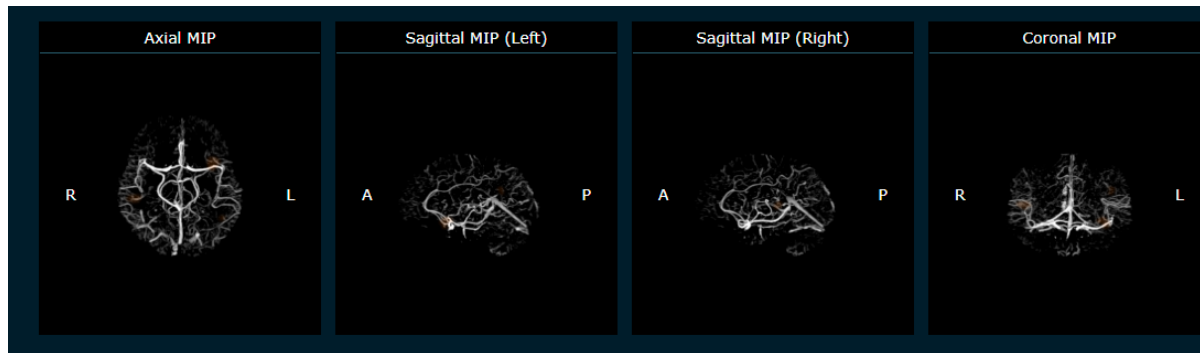 Axial MIP
R
L
Sagittal MIP (Left)
A
P
Sagittal MIP (Right)
A
P
Coronal MIP
R
L